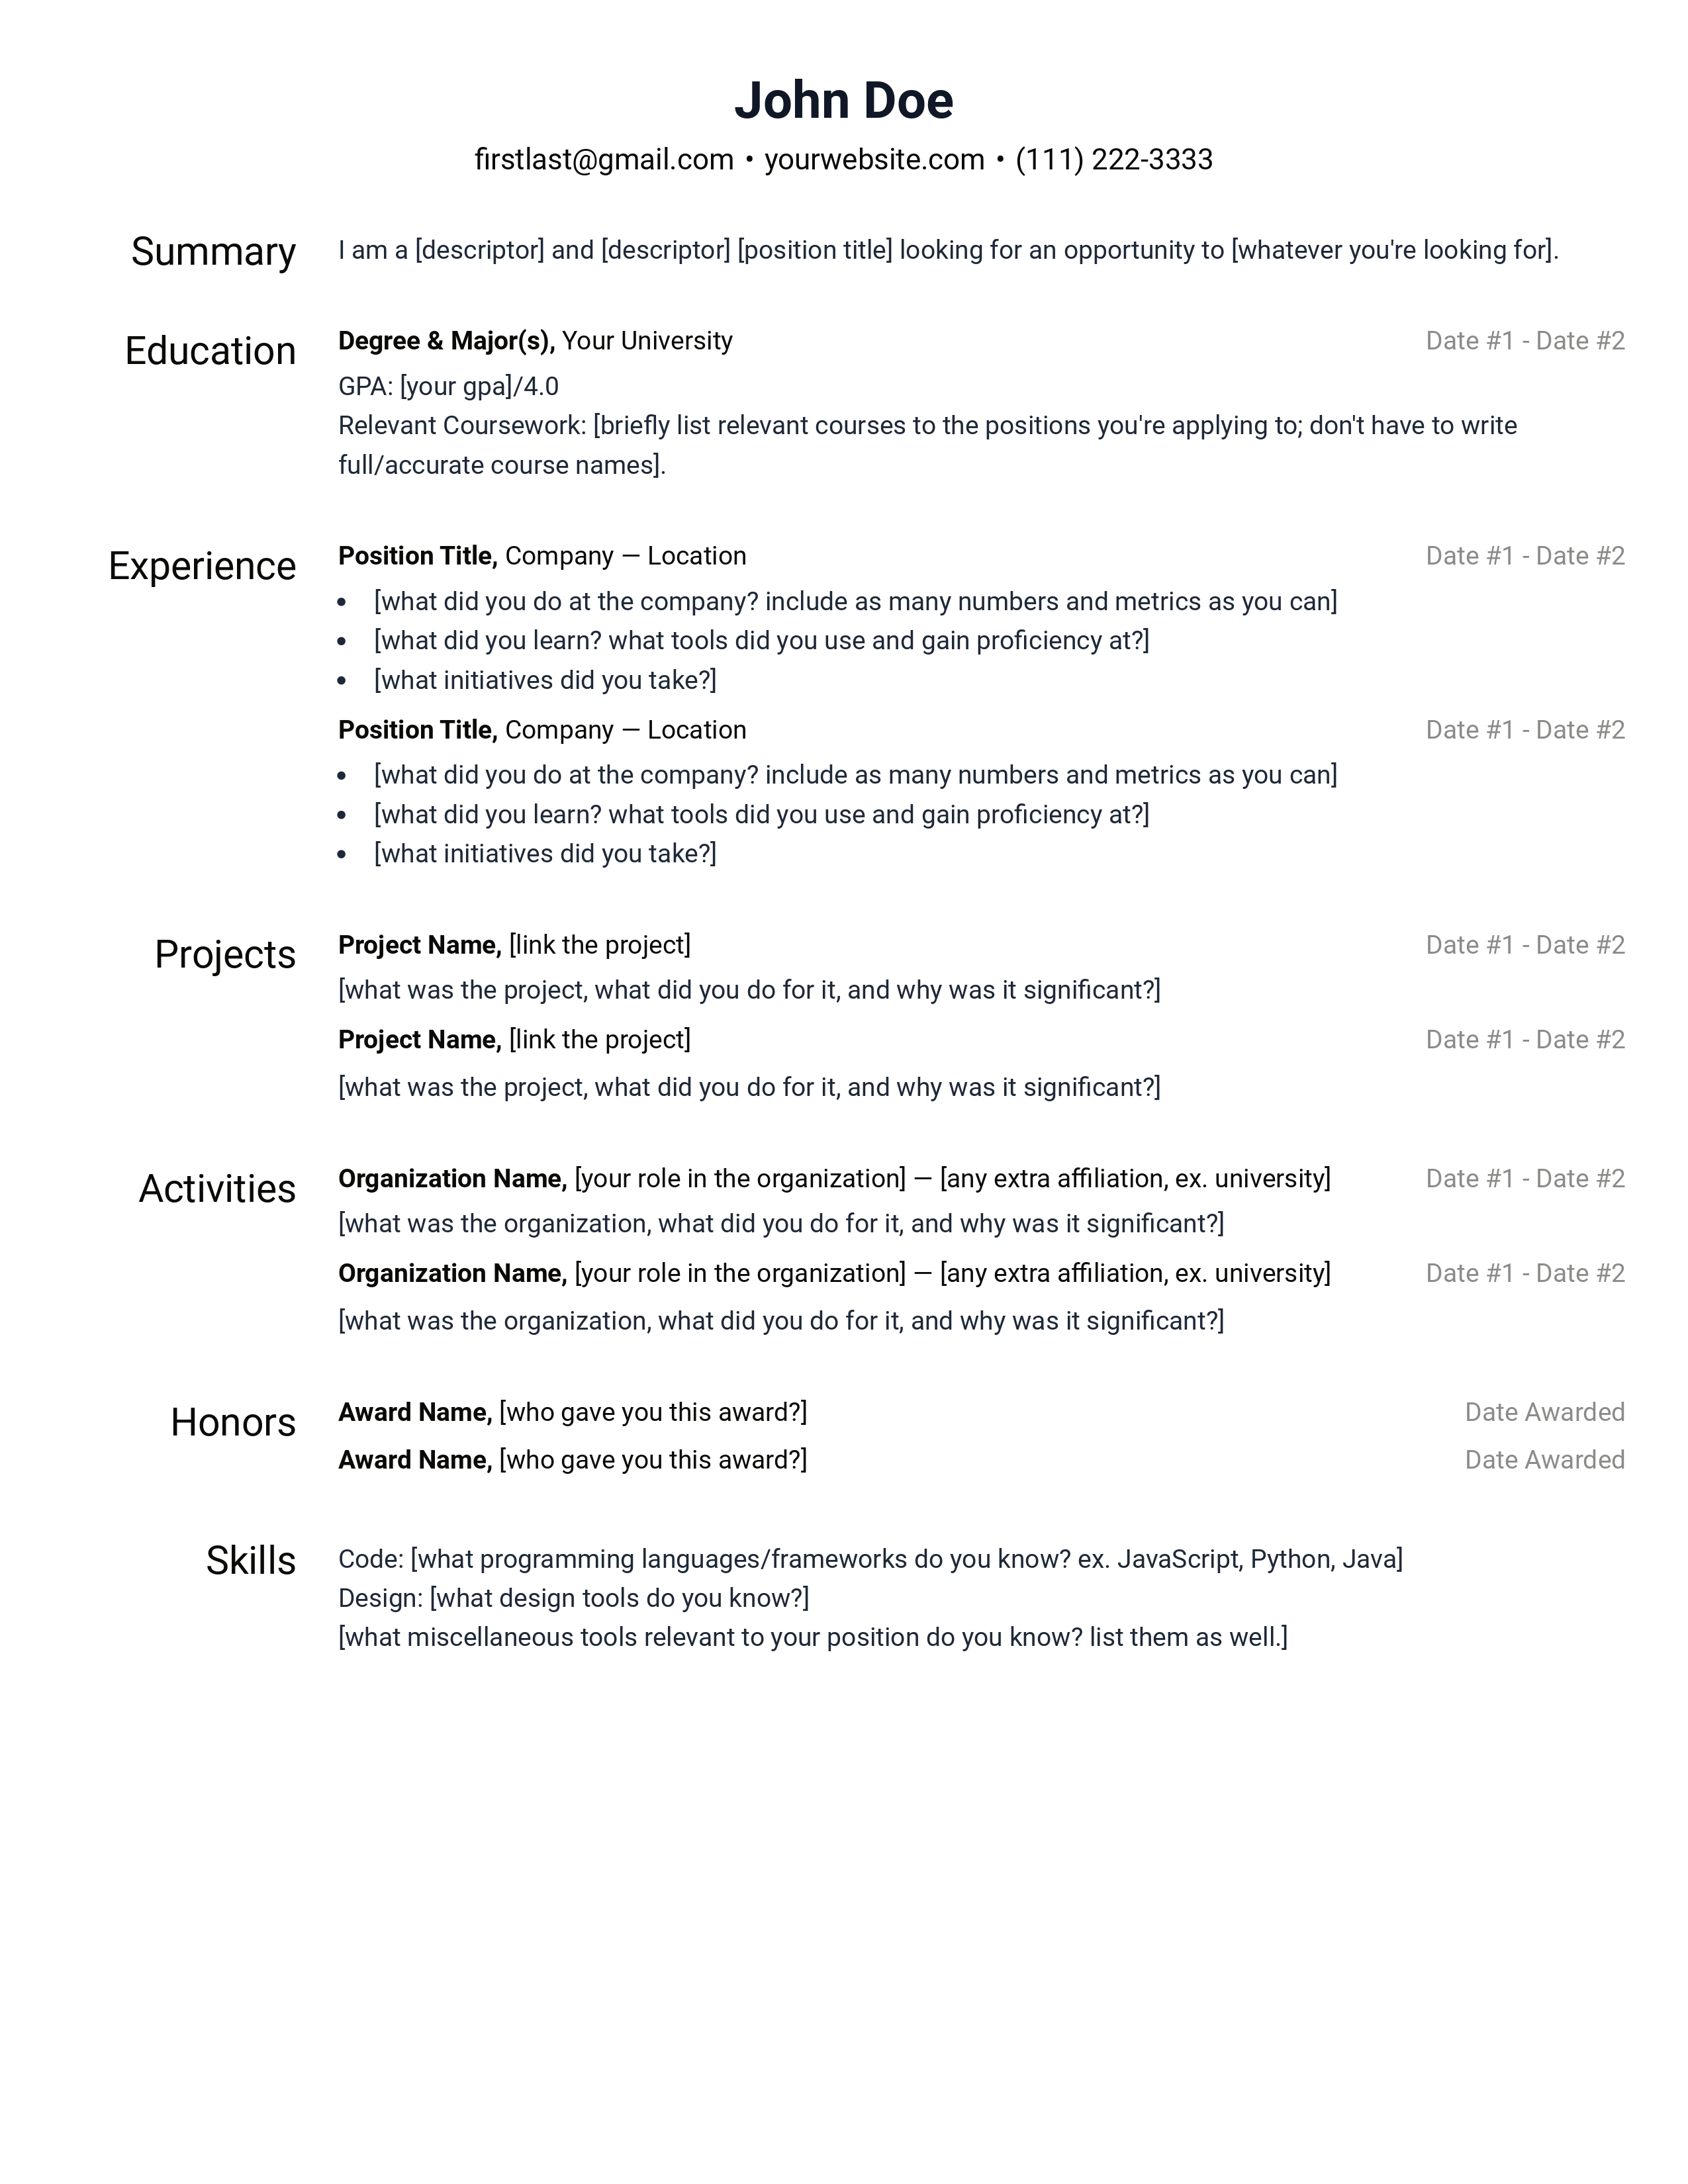 John Doe
firstlast@gmail.com • yourwebsite.com • (111) 222-3333
Summary
I am a [descriptor] and [descriptor] [position title] looking for an opportunity to [whatever you're looking for].
Education
Degree & Major(s), Your University Date #1 - Date #2
GPA: [your gpa]/4.0
Relevant Coursework: [briefly list relevant courses to the positions you're applying to; don't have to write
full/accurate course names].
Experience
Position Title, Company — Location Date #1 - Date #2
• [what did you do at the company? include as many numbers and metrics as you can]
• [what did you learn? what tools did you use and gain proficiency at?]
• [what initiatives did you take?]
Position Title, Company — Location Date #1 - Date #2
• [what did you do at the company? include as many numbers and metrics as you can]
• [what did you learn? what tools did you use and gain proficiency at?]
• [what initiatives did you take?]
Projects
Project Name, [link the project] Date #1 - Date #2
[what was the project, what did you do for it, and why was it significant?]
Project Name, [link the project] Date #1 - Date #2
[what was the project, what did you do for it, and why was it significant?]
Activities
Organization Name, [your role in the organization] — [any extra affiliation, ex. university] Date #1 - Date #2
[what was the organization, what did you do for it, and why was it significant?]
Organization Name, [your role in the organization] — [any extra affiliation, ex. university] Date #1 - Date #2
[what was the organization, what did you do for it, and why was it significant?]
Honors
Award Name, [who gave you this award?] Date Awarded
Award Name, [who gave you this award?] Date Awarded
Skills
Code: [what programming languages/frameworks do you know? ex. JavaScript, Python, Java]
Design: [what design tools do you know?]
[what miscellaneous tools relevant to your position do you know? list them as well.]